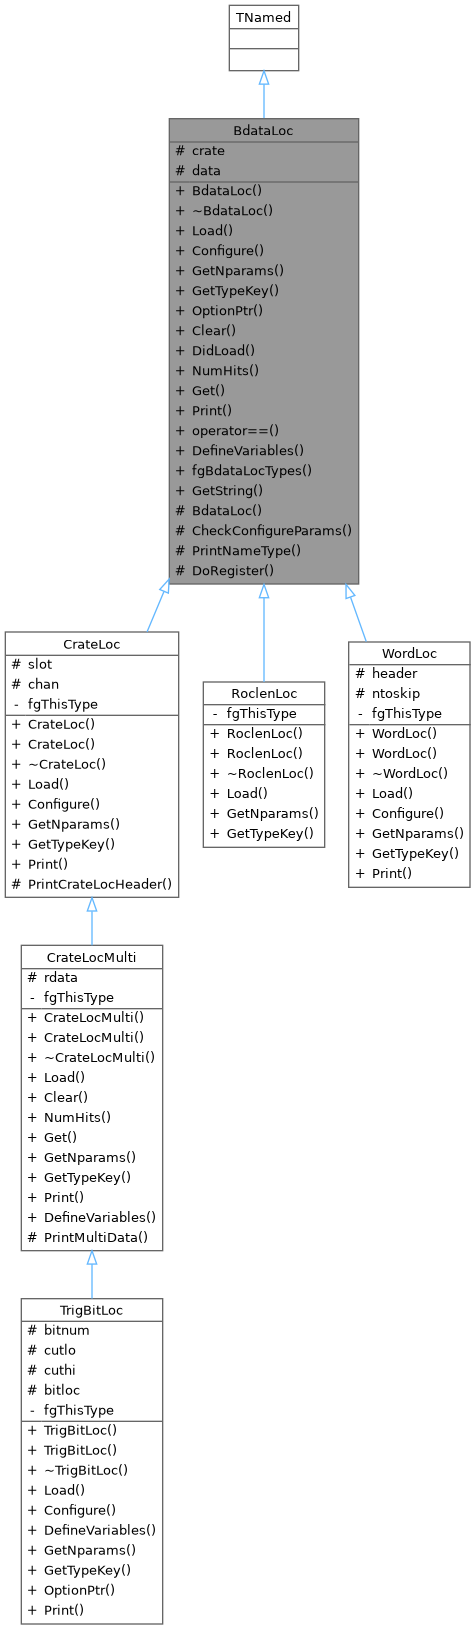 TNamed
BdataLoc
# crate
# data
+ BdataLoc()
+ ~BdataLoc()
+ Load()
+ Configure()
+ GetNparams()
+ GetTypeKey()
+ OptionPtr()
+ Clear()
+ DidLoad()
+ NumHits()
+ Get()
+ Print()
+ operator==()
+ DefineVariables()
+ fgBdataLocTypes()
+ GetString()
# BdataLoc()
# CheckConfigureParams()
# PrintNameType()
# DoRegister()
CrateLoc
# slot
# chan
- fgThisType
+ CrateLoc()
+ CrateLoc()
+ ~CrateLoc()
+ Load()
+ Configure()
+ GetNparams()
+ GetTypeKey()
+ Print()
# PrintCrateLocHeader()
RoclenLoc
- fgThisType
+ RoclenLoc()
+ RoclenLoc()
+ ~RoclenLoc()
+ Load()
+ GetNparams()
+ GetTypeKey()
WordLoc
# header
# ntoskip
- fgThisType
+ WordLoc()
+ WordLoc()
+ ~WordLoc()
+ Load()
+ Configure()
+ GetNparams()
+ GetTypeKey()
+ Print()
CrateLocMulti
# rdata
- fgThisType
+ CrateLocMulti()
+ CrateLocMulti()
+ ~CrateLocMulti()
+ Load()
+ Clear()
+ NumHits()
+ Get()
+ GetNparams()
+ GetTypeKey()
+ Print()
+ DefineVariables()
# PrintMultiData()
TrigBitLoc
# bitnum
# cutlo
# cuthi
# bitloc
- fgThisType
+ TrigBitLoc()
+ TrigBitLoc()
+ ~TrigBitLoc()
+ Load()
+ Configure()
+ DefineVariables()
+ GetNparams()
+ GetTypeKey()
+ OptionPtr()
+ Print()